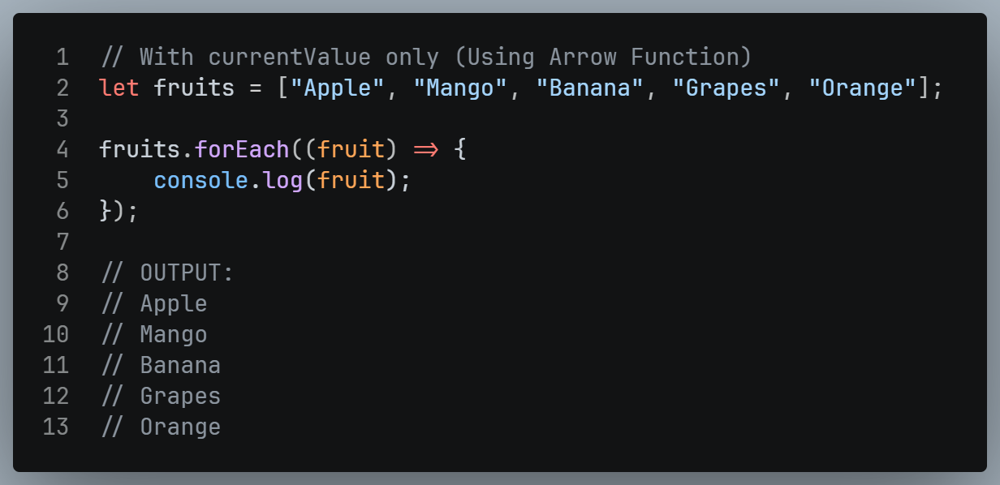 1 // With currentValue only (Using Arrow Function)
2 let fruits = ["Apple", "Mango", "Banana", "Grapes", "Orange"];
3
4 fruits.forEach((fruit) => {
5     console.log(fruit);
6 });
7
8 // OUTPUT:
9 // Apple
10 // Mango
11 // Banana
12 // Grapes
13 // Orange